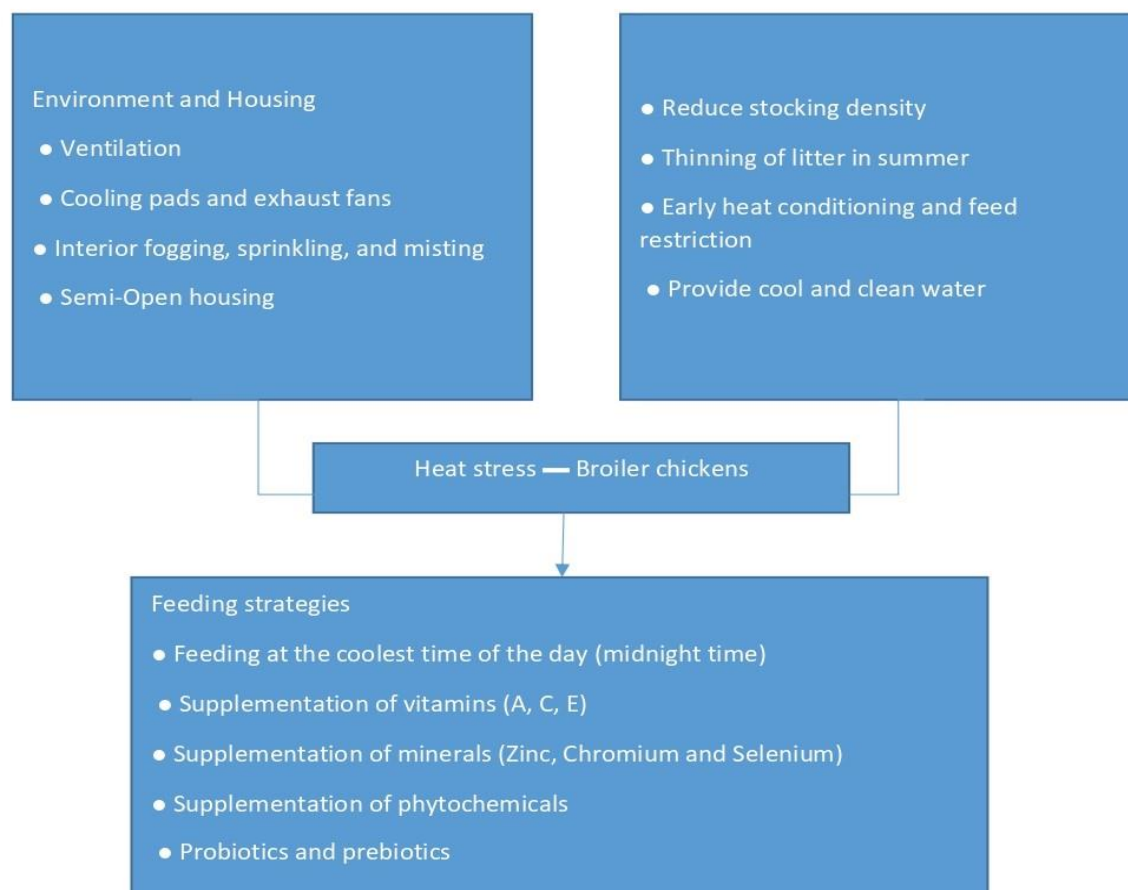 Environment and Housing
● Ventilation
● Cooling pads and exhaust fans
● Interior fogging, sprinkling, and misting
● Semi-Open housing
● Reduce stocking density
● Thinning of litter in summer
● Early heat conditioning and feed
restriction
● Provide cool and clean water
Heat stress — Broiler chickens
Feeding strategies
● Feeding at the coolest time of the day (midnight time)
● Supplementation of vitamins (A, C, E)
● Supplementation of minerals (Zinc, Chromium and Selenium)
● Supplementation of phytochemicals
● Probiotics and prebiotics